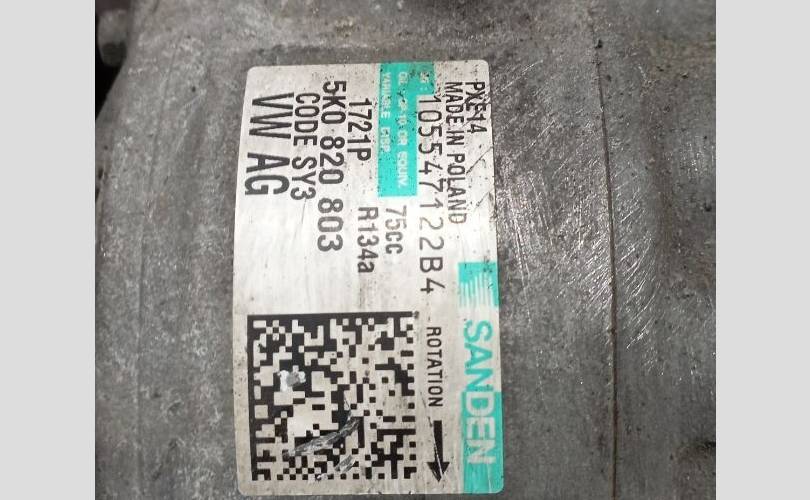 SANDEN
PXE14
MADE IN POLAND
ROTATION
105547122B4
OIL : SP-10 OR EQUIV.
75cc
VARIABLE DISP.
R134a
1721P
5K0 820 803
CODE SY3
VW AG